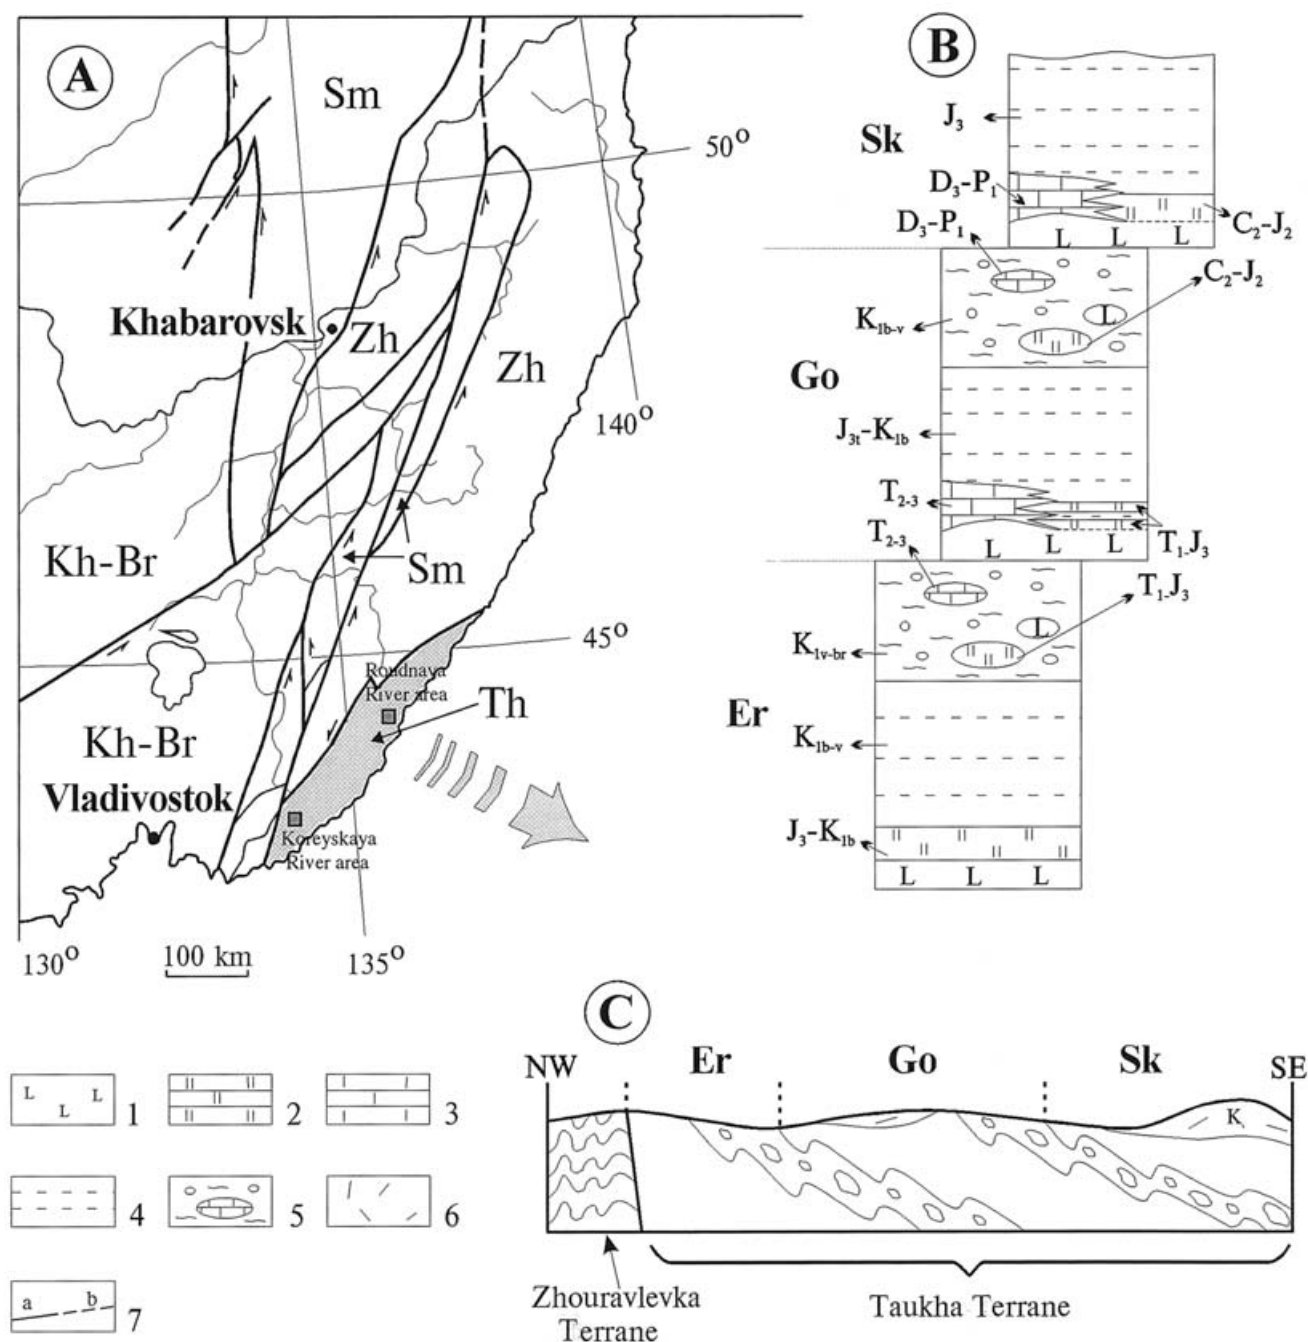 A
Sm
50°
Khabarovsk
Zh
Zh
140°
Kh-Br
Sm
45°
Roudnaya
River area
Th
Kh-Br
Vladivostok
Koreyskaya
River area
130°
100 km
135°
B
Sk
J₃
D₃-P₁
D₃-P₁
L L L
C₂-J₂
C₂-J₂
L
K₁b-v
Go
J₃t-K₁b
T₂₋₃
T₂₋₃
L L L
T₁-J₃
T₁-J₃
L
K₁v-br
Er
K₁b-v
J₃-K₁b
L L L
C
NW
Er
Go
Sk
SE
K
Zhouravlevka
Terrane
Taukha Terrane
L L L 1
2
3
4
5
6
a b 7